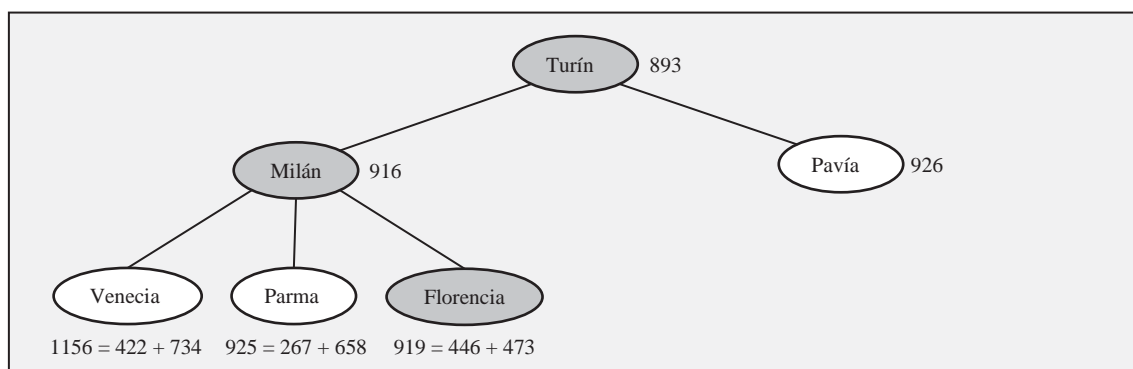 Turín 893
Milán 916
Pavía 926
Venecia Parma Florencia
1156 = 422 + 734 925 = 267 + 658 919 = 446 + 473